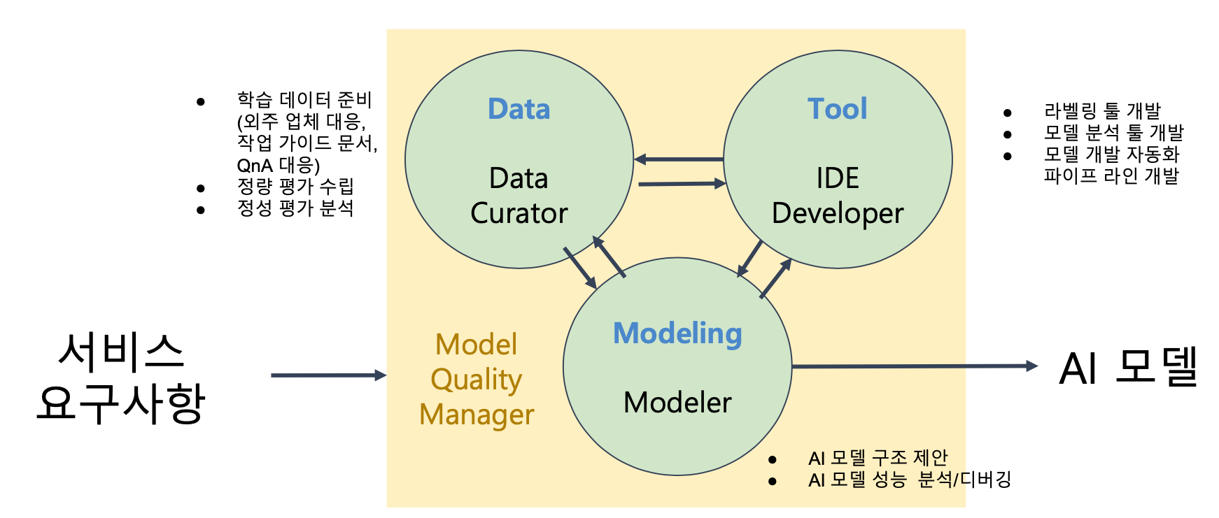 ● 학습 데이터 준비
(외주 업체 대응,
작업 가이드 문서,
QnA 대응)
● 정량 평가 수립
● 정성 평가 분석
Data
Data
Curator
Tool
IDE
Developer
● 라벨링 툴 개발
● 모델 분석 툴 개발
● 모델 개발 자동화
파이프 라인 개발
서비스
요구사항
Model
Quality
Manager
Modeling
Modeler
AI 모델
● AI 모델 구조 제안
● AI 모델 성능 분석/디버깅